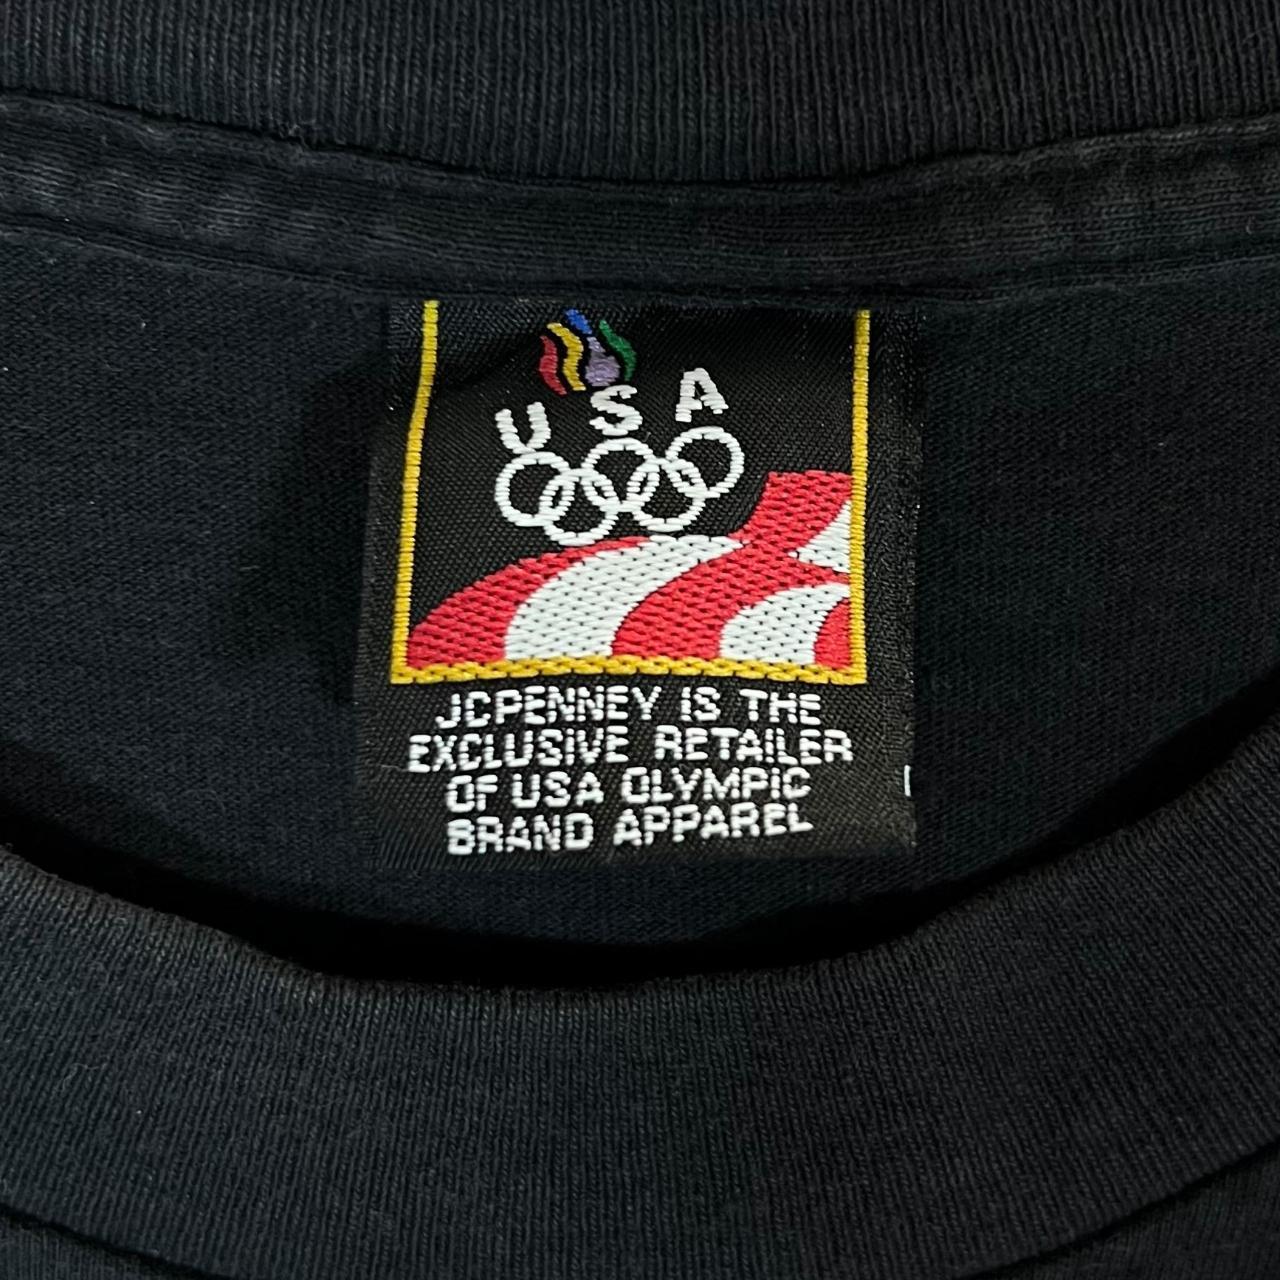 USA
JCPENNEY IS THE
EXCLUSIVE RETAILER
OF USA OLYMPIC
BRAND APPAREL